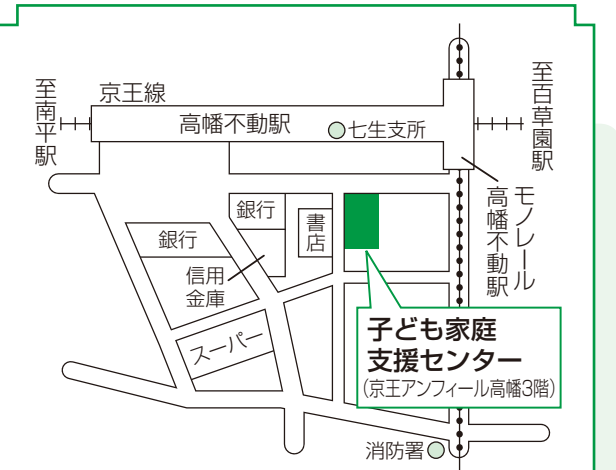 京王線
至南平駅
高幡不動駅
七生支所
至百草園駅
モノレール
高幡不動駅
銀行
書店
銀行
信用
金庫
スーパー
子ども家庭
支援センター
(京王アンフィール高幡3階)
消防署